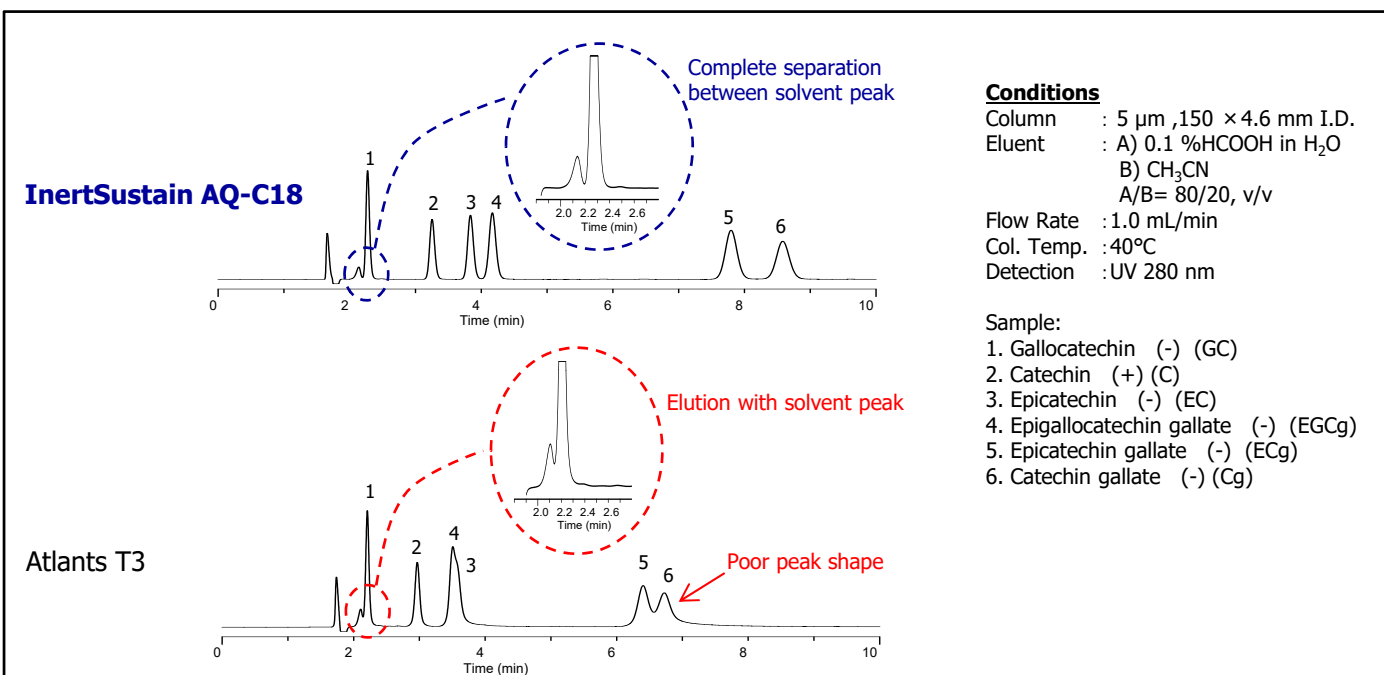 Complete separation
between solvent peak
InertSustain AQ-C18
1
2
3
4
5
6
2.0 2.2 2.4 2.6
Time (min)
0 2 4 6 8 10
Time (min)
Elution with solvent peak
Atlants T3
1
2
4
3
5
6
Poor peak shape
2.0 2.2 2.4 2.6
Time (min)
0 2 4 6 8 10
Time (min)
Conditions
Column : 5 µm ,150 ×4.6 mm I.D.
Eluent : A) 0.1 %HCOOH in H₂O
B) CH₃CN
A/B= 80/20, v/v
Flow Rate : 1.0 mL/min
Col. Temp. : 40°C
Detection : UV 280 nm
Sample:
1. Gallocatechin (-) (GC)
2. Catechin (+) (C)
3. Epicatechin (-) (EC)
4. Epigallocatechin gallate (-) (EGCg)
5. Epicatechin gallate (-) (ECg)
6. Catechin gallate (-) (Cg)